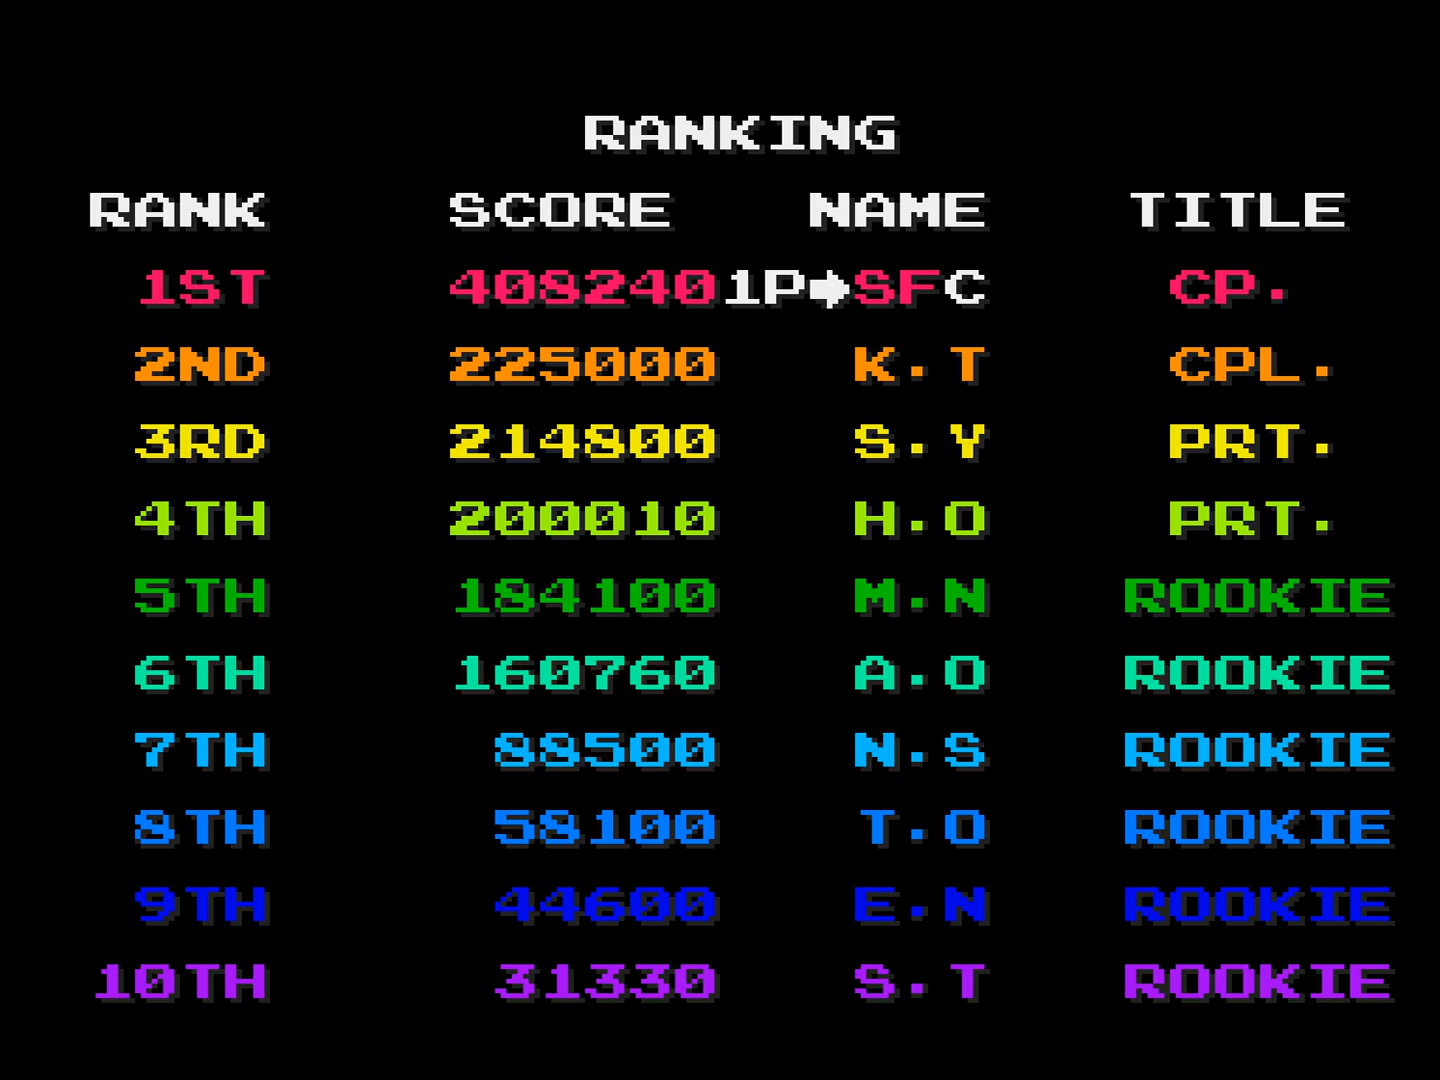 RANKING
RANK SCORE NAME TITLE
1ST 408240 1P➡SFC CP.
2ND 225000 K.T CPL.
3RD 214800 S.Y PRT.
4TH 200010 H.O PRT.
5TH 184100 M.N ROOKIE
6TH 160760 A.O ROOKIE
7TH 88500 N.S ROOKIE
8TH 58100 T.O ROOKIE
9TH 44600 E.N ROOKIE
10TH 31330 S.T ROOKIE